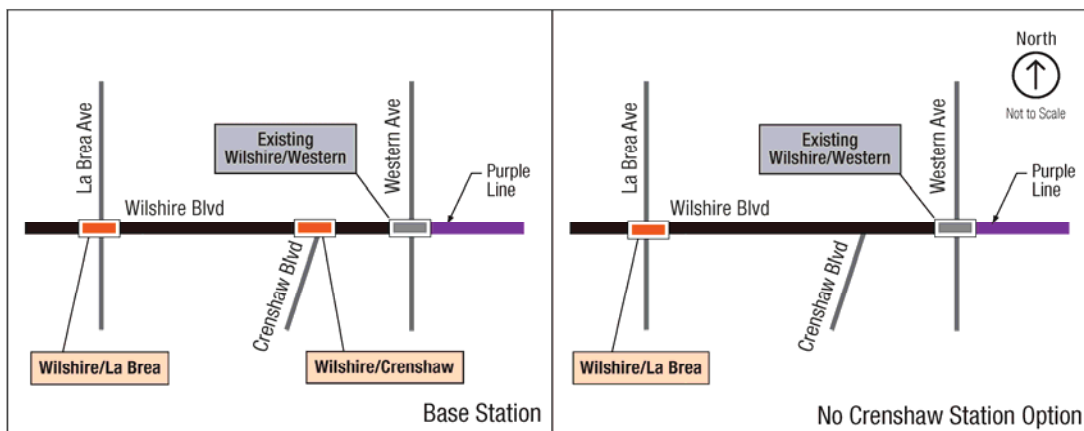 La Brea Ave
Existing
Wilshire/Western
Western Ave
Purple
Line
Wilshire Blvd
Crenshaw Blvd
Wilshire/La Brea
Wilshire/Crenshaw
Base Station
North
Not to Scale
La Brea Ave
Existing
Wilshire/Western
Western Ave
Purple
Line
Wilshire Blvd
Crenshaw Blvd
Wilshire/La Brea
No Crenshaw Station Option